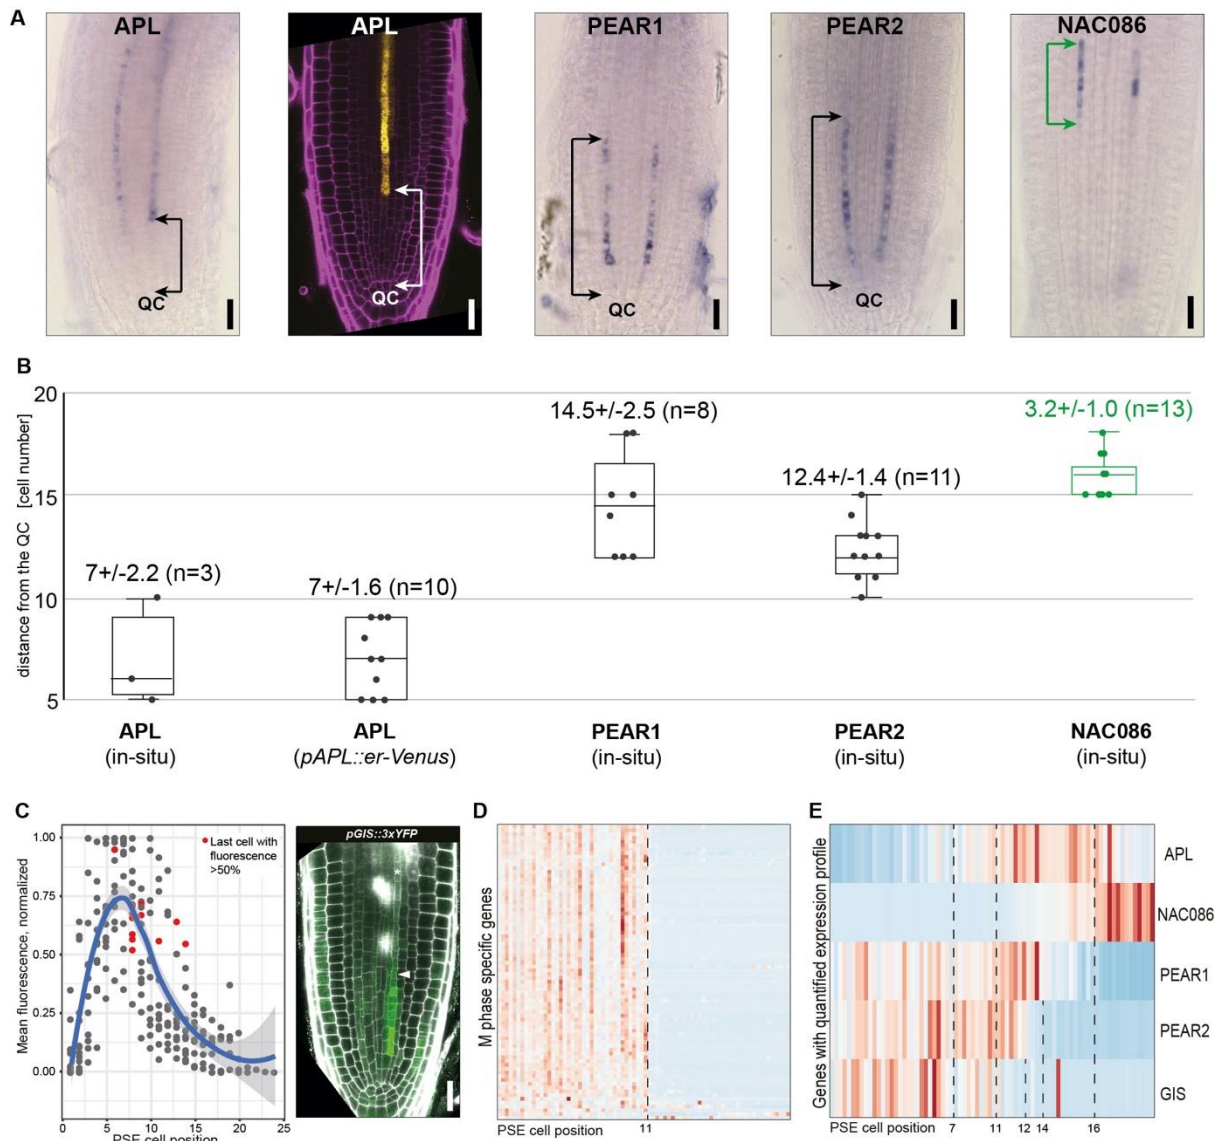 A
APL
APL
PEAR1
PEAR2
NAC086
QC
QC
QC
QC
B
distance from the QC [cell number]
20
15
10
5
7+/-2.2 (n=3)
7+/-1.6 (n=10)
14.5+/-2.5 (n=8)
12.4+/-1.4 (n=11)
3.2+/-1.0 (n=13)
APL
(in-situ)
APL
(pAPL::er-Venus)
PEAR1
(in-situ)
PEAR2
(in-situ)
NAC086
(in-situ)
C
Mean fluorescence, normalized
1.00
0.75
0.50
0.25
0.00
Last cell with
fluorescence
>50%
0 5 10 15 20 25
PSE cell position
pGIS::3xYFP
*
D
M phase specific genes
PSE cell position 11
E
Genes with quantified expression profile
APL
NAC086
PEAR1
PEAR2
GIS
PSE cell position 7 11 12 14 16